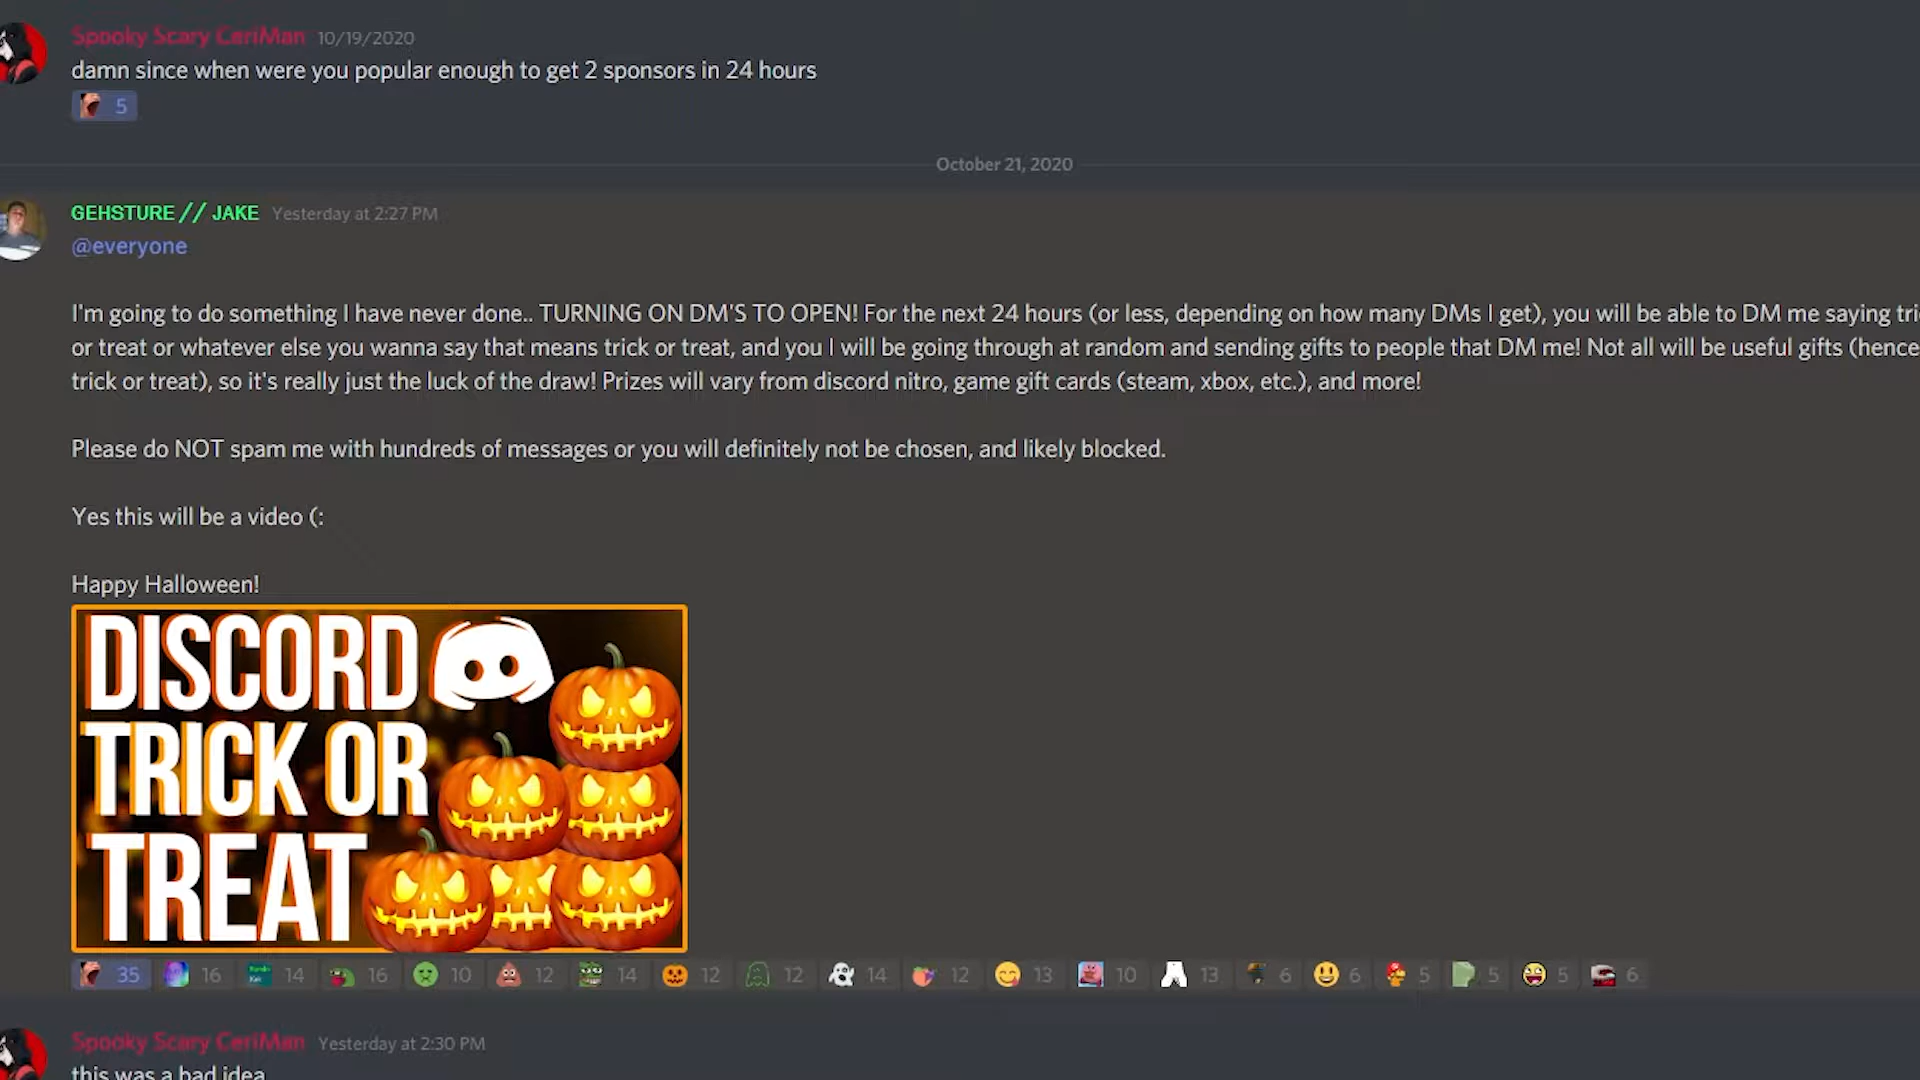 Spooky Scary CeriMan 10/19/2020
damn since when were you popular enough to get 2 sponsors in 24 hours
5
October 21, 2020
GEHSTURE // JAKE Yesterday at 2:27 PM
@everyone
I'm going to do something I have never done.. TURNING ON DM'S TO OPEN! For the next 24 hours (or less, depending on how many DMs I get), you will be able to DM me saying tri
or treat or whatever else you wanna say that means trick or treat, and you I will be going through at random and sending gifts to people that DM me! Not all will be useful gifts (hence
trick or treat), so it's really just the luck of the draw! Prizes will vary from discord nitro, game gift cards (steam, xbox, etc.), and more!
Please do NOT spam me with hundreds of messages or you will definitely not be chosen, and likely blocked.
Yes this will be a video (:
Happy Halloween!
DISCORD
TRICK OR
TREAT
35 16 14 16 10 12 14 12 12 14 12 13 10 13 6 6 5 5 5 6
Spooky Scary CeriMan Yesterday at 2:30 PM
this was a bad idea